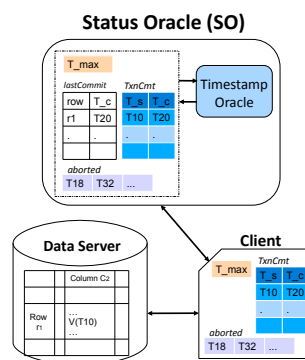 Status Oracle (SO)
T_max
lastCommit
row T_c
r1 T20
. .
TxnCmt
T_s T_c
T10 T20
. .
aborted
T18 T32 ...
Timestamp
Oracle
Data Server
Column C2
Row
r1
...
V(T10)
...
Client
T_max
TxnCmt
T_s T_c
T10 T20
. .
aborted
T18 T32 ...